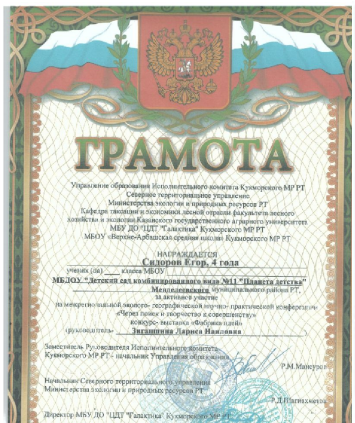 ГРАМОТА
Управление образования Исполнительного комитета Кукморского МР РТ
Северное территориальное управление
Министерства экологии и природных ресурсов РТ
Кафедра таксации и экономики лесной отрасли факультета лесного
хозяйства и экологии Казанского государственного аграрного университета
МБУ ДО "ЦДТ "Галактика" Кукморского МР РТ
МБОУ «Верхне-Арбашская средняя школа» Кукморского МР РТ
НАГРАЖДАЕТСЯ
Сидоров Егор, 4 года
ученик (ца) класса МБОУ
МБДОУ "Детский сад комбинированного вида №11 "Планета детства"
Менделеевского муниципального района РТ,
за активное участие
научно- практической конференции
«Через поиск и творчество к совершенству»
конкурс- выставка «Фабрика идей»
руководитель Лариса
Заместитель Руководителя Исполнительного комитета
Кукморского МР РТ – начальник Управления образования
Р.М.Мансуров
Начальник Северного территориального управления
Министерства экологии и природных ресурсов РТ
Директор МБУ ДО "ЦДТ "Галактика" Кукморского МР РТ